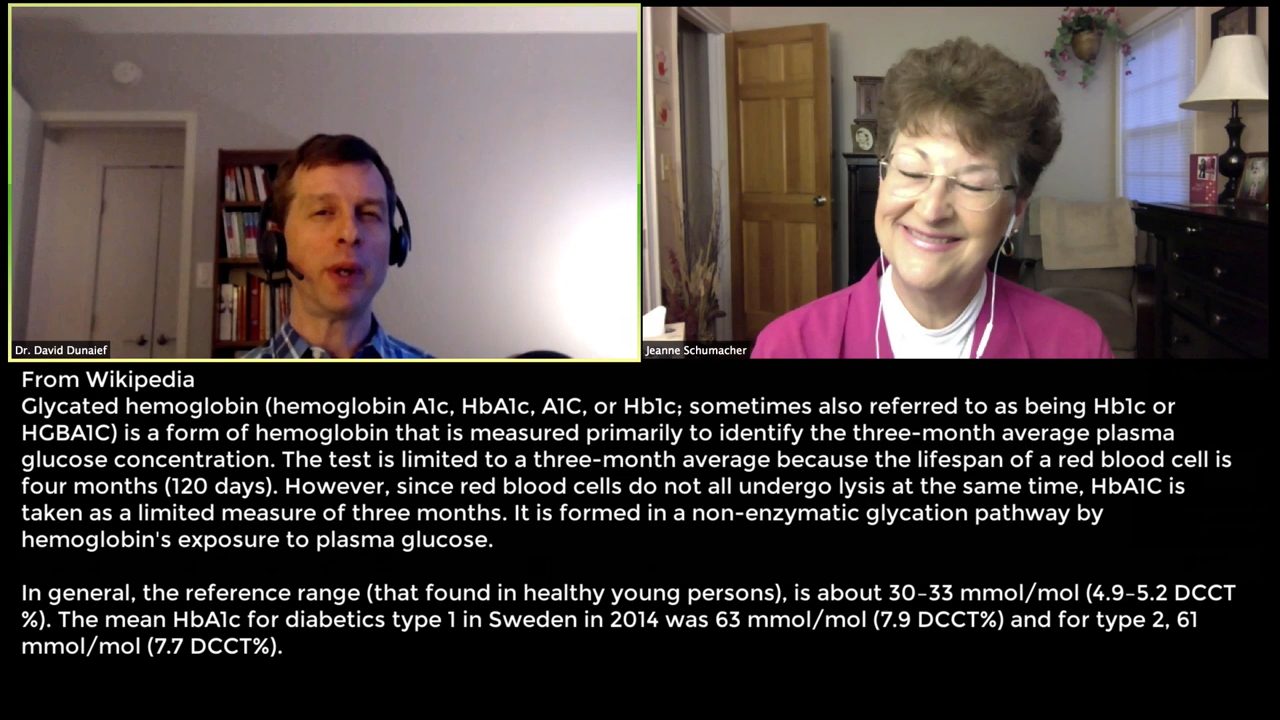 Dr. David Dunaief
Jeanne Schumacher
From Wikipedia
Glycated hemoglobin (hemoglobin A1c, HbA1c, A1C, or Hb1c; sometimes also referred to as being Hb1c or
HGBA1C) is a form of hemoglobin that is measured primarily to identify the three-month average plasma
glucose concentration. The test is limited to a three-month average because the lifespan of a red blood cell is
four months (120 days). However, since red blood cells do not all undergo lysis at the same time, HbA1C is
taken as a limited measure of three months. It is formed in a non-enzymatic glycation pathway by
hemoglobin's exposure to plasma glucose.
In general, the reference range (that found in healthy young persons), is about 30–33 mmol/mol (4.9–5.2 DCCT
%). The mean HbA1c for diabetics type 1 in Sweden in 2014 was 63 mmol/mol (7.9 DCCT%) and for type 2, 61
mmol/mol (7.7 DCCT%).